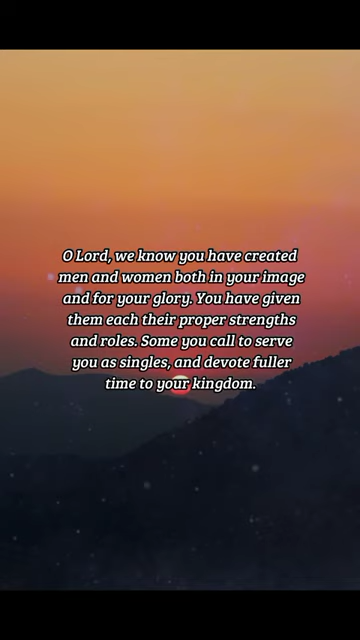 O Lord, we know you have created
men and women both in your image
and for your glory. You have given
them each their proper strengths
and roles. Some you call to serve
you as singles, and devote fuller
time to your kingdom.